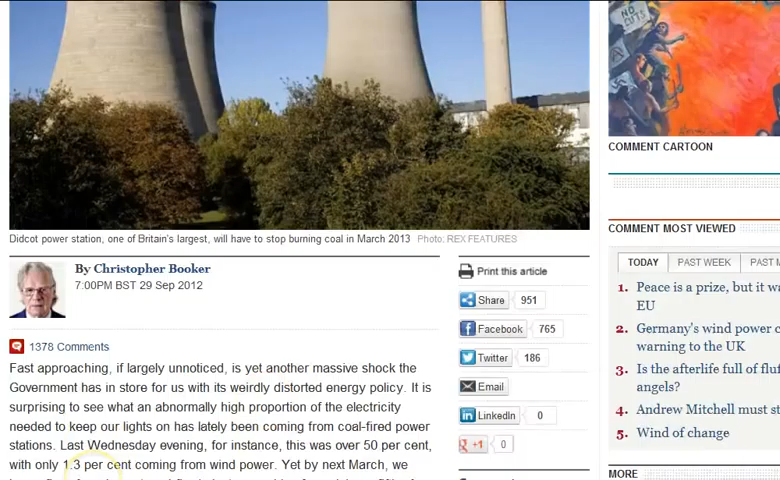 NO CUTS
COMMENT CARTOON
Didcot power station, one of Britain's largest, will have to stop burning coal in March 2013 Photo: REX FEATURES
COMMENT MOST VIEWED
TODAY PAST WEEK PAST M
1. Peace is a prize, but it wa
EU
2. Germany's wind power c
warning to the UK
3. Is the afterlife full of fluf
angels?
4. Andrew Mitchell must s
5. Wind of change
MORE
By Christopher Booker
7:00PM BST 29 Sep 2012
1378 Comments
Fast approaching, if largely unnoticed, is yet another massive shock the
Government has in store for us with its weirdly distorted energy policy. It is
surprising to see what an abnormally high proportion of the electricity
needed to keep our lights on has lately been coming from coal-fired power
stations. Last Wednesday evening, for instance, this was over 50 per cent,
with only 1.3 per cent coming from wind power. Yet by next March, we
Print this article
Share 951
Facebook 765
Twitter 186
Email
LinkedIn 0
g +1 0